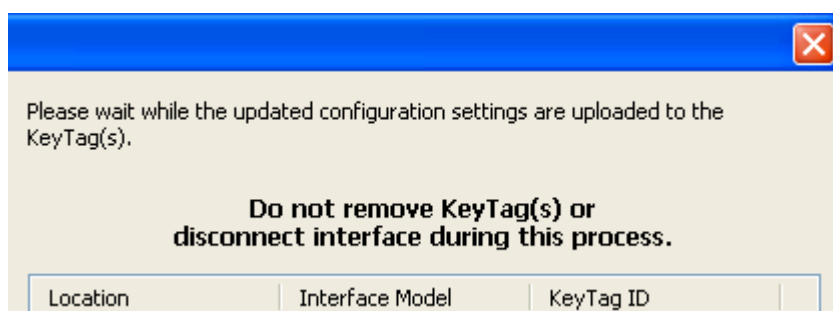 Please wait while the updated configuration settings are uploaded to the
KeyTag(s).
Do not remove KeyTag(s) or
disconnect interface during this process.
Location Interface Model KeyTag ID